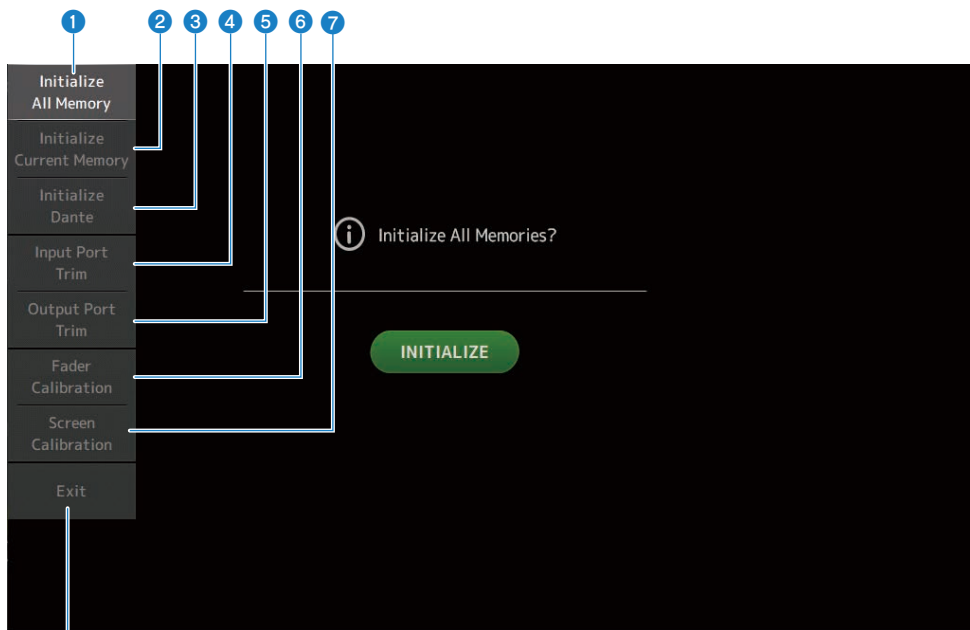 1 2 3 4 5 6 7
Initialize
All Memory
Initialize
Current Memory
Initialize
Dante
Input Port
Trim
Output Port
Trim
Fader
Calibration
Screen
Calibration
Exit
Initialize All Memories?
INITIALIZE